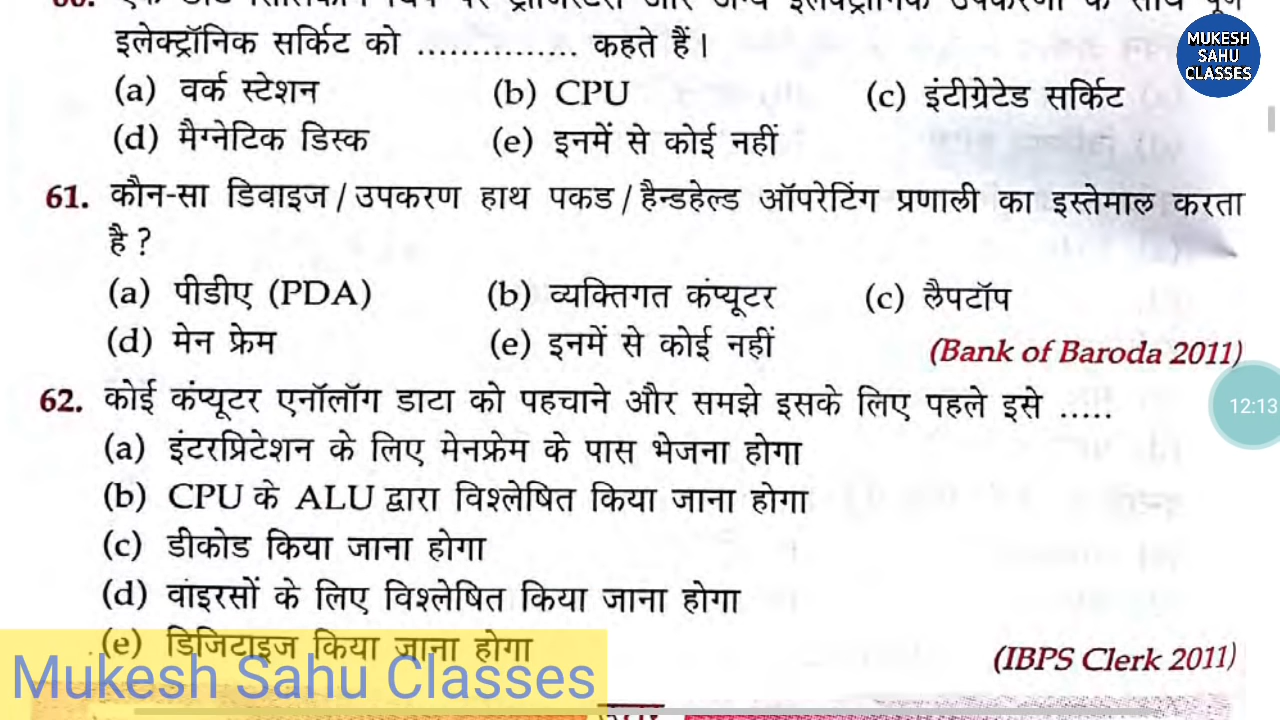 इलेक्ट्रॉनिक सर्किट को ............... कहते हैं।
(a) वर्क स्टेशन (b) CPU (c) इंटीग्रेटेड सर्किट
(d) मैग्नेटिक डिस्क (e) इनमें से कोई नहीं
61. कौन-सा डिवाइज / उपकरण हाथ पकड / हैन्डहेल्ड ऑपरेटिंग प्रणाली का इस्तेमाल करता
है ?
(a) पीडीए (PDA) (b) व्यक्तिगत कंप्यूटर (c) लैपटॉप
(d) मेन फ्रेम (e) इनमें से कोई नहीं (Bank of Baroda 2011)
62. कोई कंप्यूटर एनॉलॉग डाटा को पहचाने और समझे इसके लिए पहले इसे .....
(a) इंटरप्रिटेशन के लिए मेनफ्रेम के पास भेजना होगा
(b) CPU के ALU द्वारा विश्लेषित किया जाना होगा
(c) डीकोड किया जाना होगा
(d) वांइरसों के लिए विश्लेषित किया जाना होगा
(e) डिजिटाइज किया जाना होगा (IBPS Clerk 2011)
MUKESH
SAHU
CLASSES
12:13
Mukesh Sahu Classes